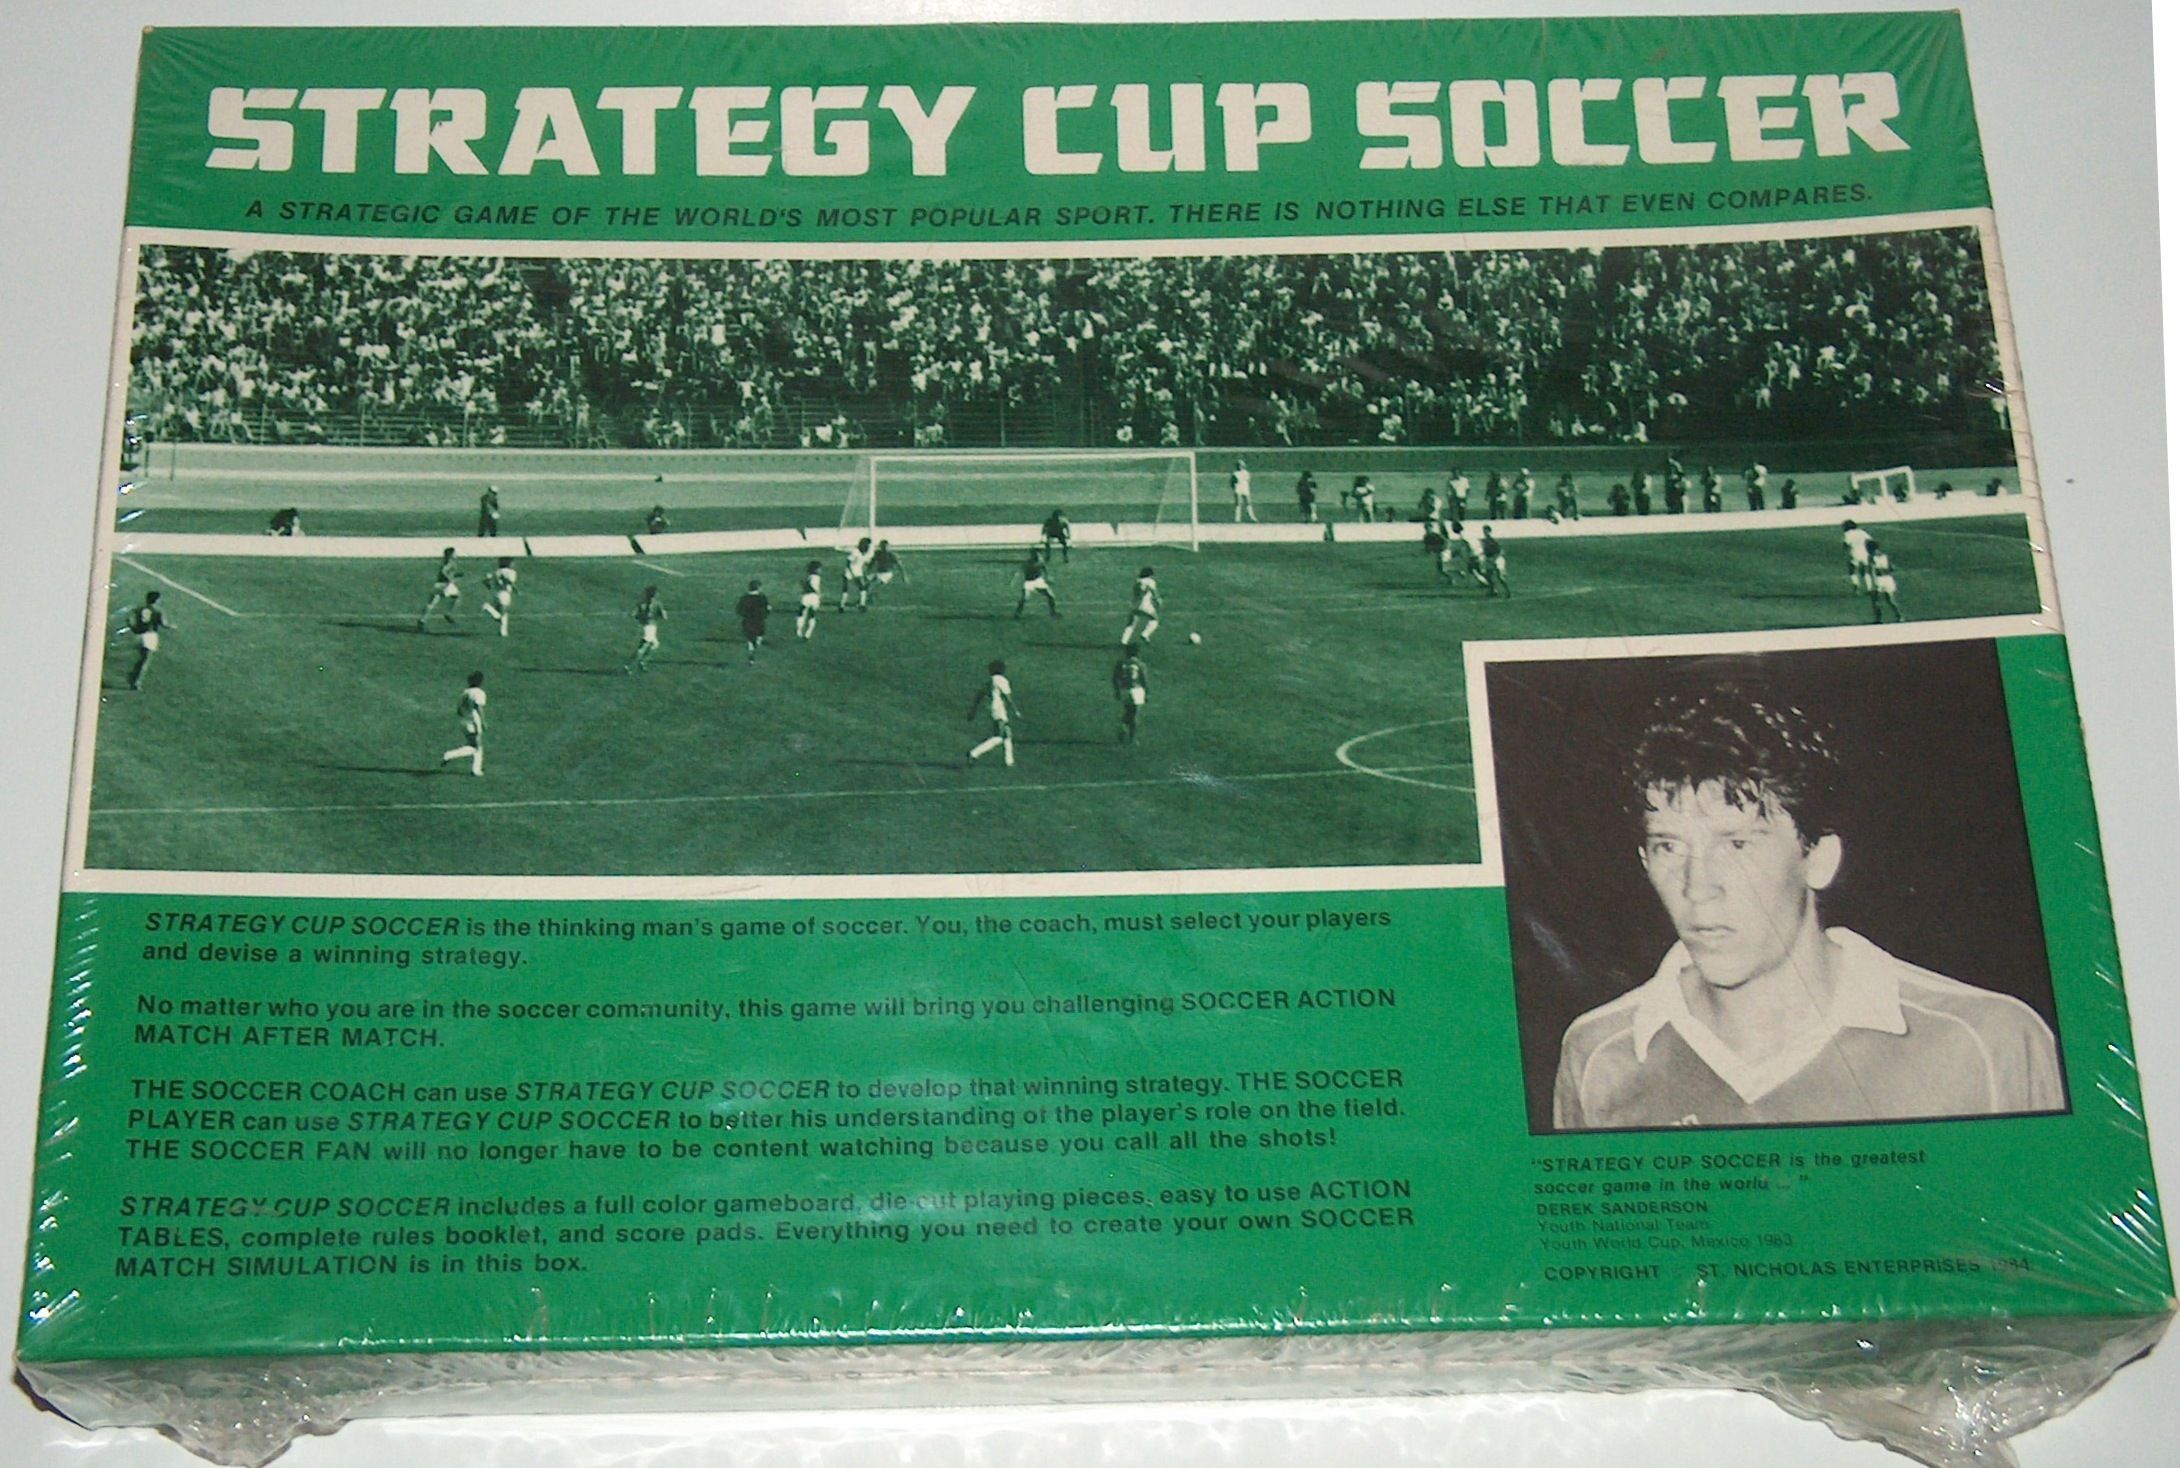 STRATEGY CUP SOCCER
A STRATEGIC GAME OF THE WORLD'S MOST POPULAR SPORT. THERE IS NOTHING ELSE THAT EVEN COMPARES.
STRATEGY CUP SOCCER is the thinking man's game of soccer. You, the coach, must select your players
and devise a winning strategy.
No matter who you are in the soccer community, this game will bring you challenging SOCCER ACTION
MATCH AFTER MATCH.
THE SOCCER COACH can use STRATEGY CUP SOCCER to develop that winning strategy. THE SOCCER
PLAYER can use STRATEGY CUP SOCCER to better his understanding of the player's role on the field.
THE SOCCER FAN will no longer have to be content watching because you call all the shots!
STRATEGY CUP SOCCER includes a full color gameboard, die cut playing pieces, easy to use ACTION
TABLES, complete rules booklet, and score pads. Everything you need to create your own SOCCER
MATCH SIMULATION is in this box.
"STRATEGY CUP SOCCER is the greatest
soccer game in the world ... "
DEREK SANDERSON
Youth National Team
Youth World Cup, Mexico 1983
COPYRIGHT ST. NICHOLAS ENTERPRISES 1984